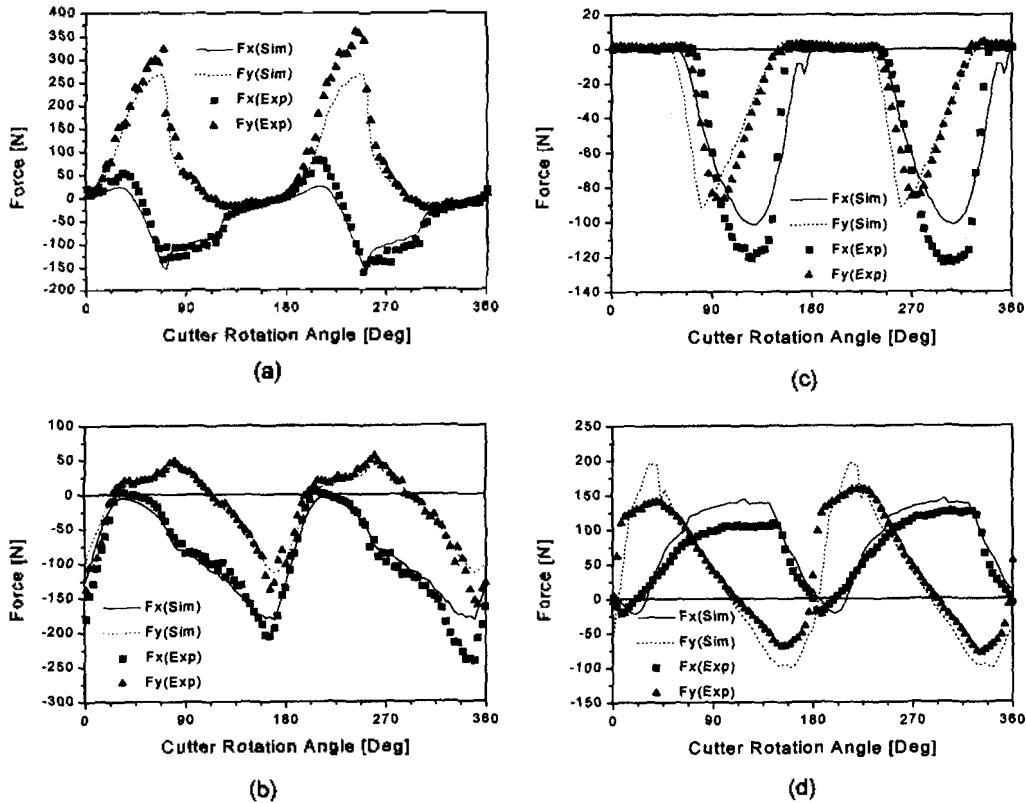 400
350
300
250
200
150
100
50
0
-50
-100
-150
-200
Force [N]
Fx(Sim)
Fy(Sim)
Fx(Exp)
Fy(Exp)
0 90 180 270 360
Cutter Rotation Angle [Deg]
(a)
20
0
-20
-40
-60
-80
-100
-120
-140
Force [N]
Fx(Sim)
Fy(Sim)
Fx(Exp)
Fy(Exp)
90 180 270 360
Cutter Rotation Angle [Deg]
(c)
100
50
0
-50
-100
-150
-200
-250
-300
Force [N]
Fx(Sim)
Fy(Sim)
Fx(Exp)
Fy(Exp)
0 90 180 270 360
Cutter Rotation Angle [Deg]
(b)
250
200
150
100
50
0
-50
-100
-150
Force [N]
Fx(Sim)
Fy(Sim)
Fx(Exp)
Fy(Exp)
0 90 180 270 360
Cutter Rotation Angle [Deg]
(d)